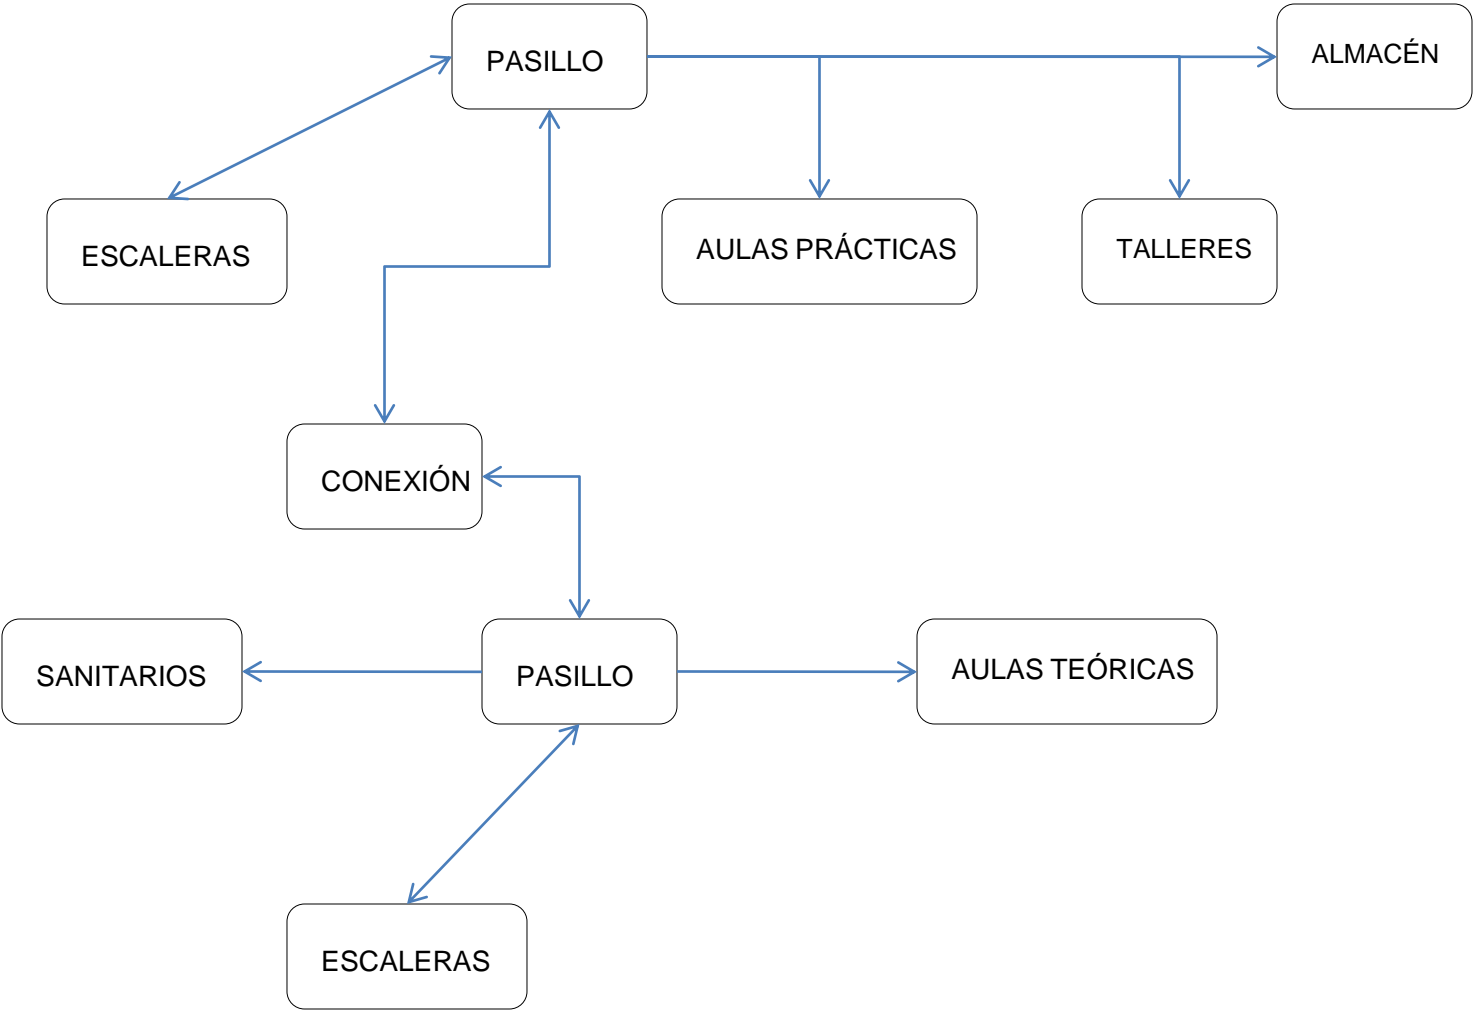 PASILLO
ALMACÉN
ESCALERAS
AULAS PRÁCTICAS
TALLERES
CONEXIÓN
SANITARIOS
PASILLO
AULAS TEÓRICAS
ESCALERAS